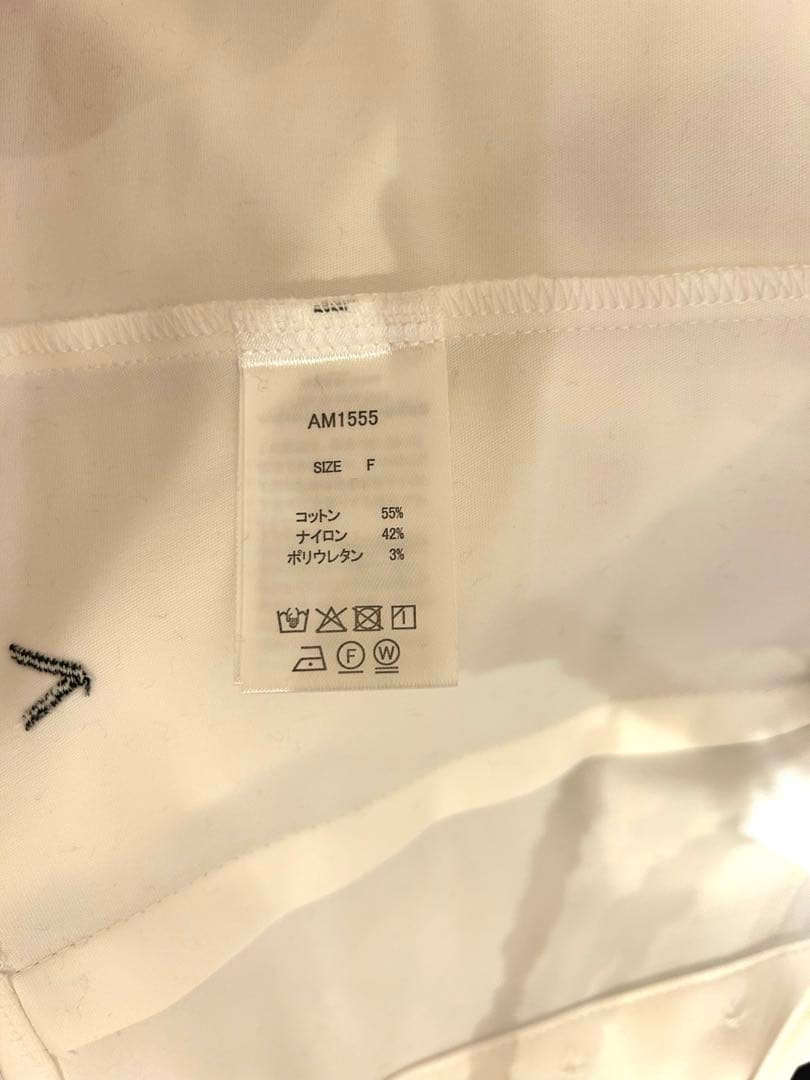 AM1555
SIZE F
コットン 55%
ナイロン 42%
ポリウレタン 3%
F W